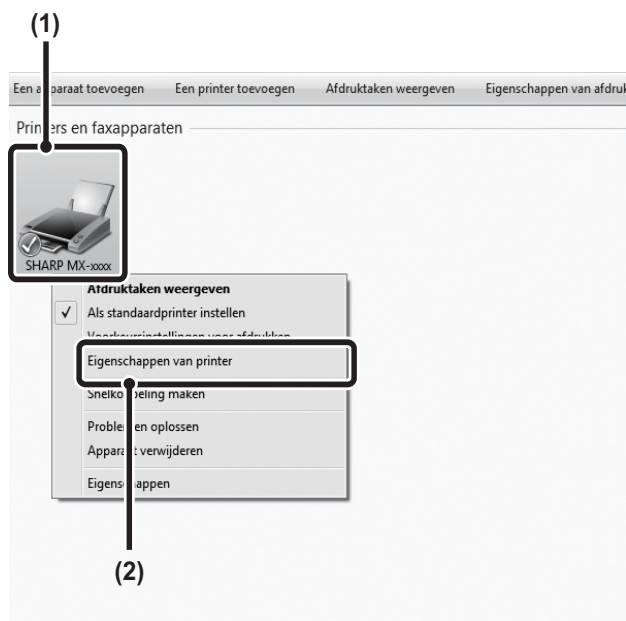 (1)
Een apparaat toevoegen Een printer toevoegen Afdruktaken weergeven Eigenschappen van
Printers en faxapparaten
SHARP MX-xxxx
Afdruktaken weergeven
Als standaardprinter instellen
Voorkeursinstellingen voor afdrukken
Eigenschappen van printer
Snelkoppeling maken
Problemen oplossen
Apparaat verwijderen
Eigenschappen
(2)